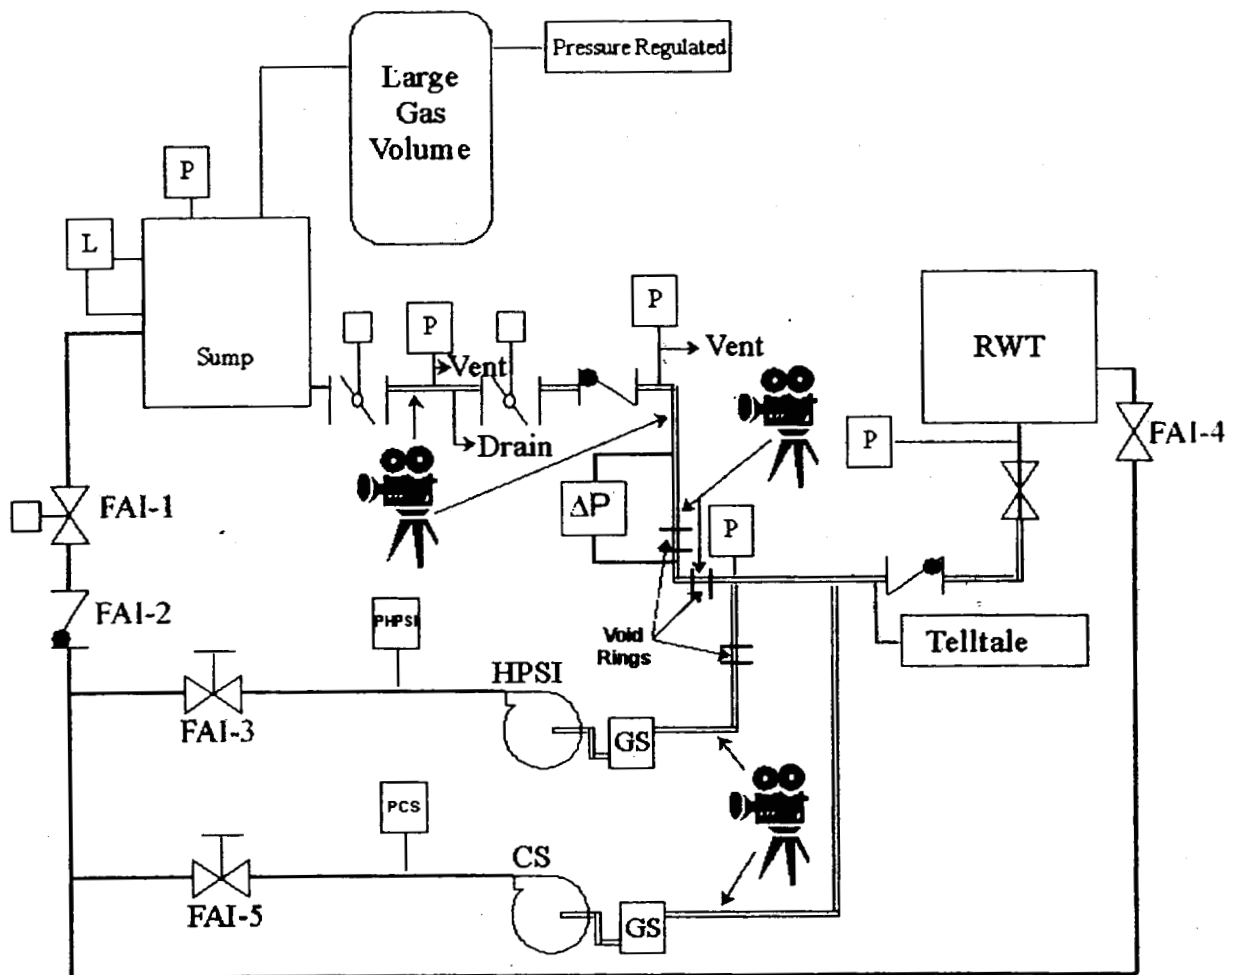 Pressure Regulated
Large
Gas
Volume
P
L
P
P
Sump
Vent
Vent
RWT
Drain
P
FAI-4
FAI-1
ΔP
P
FAI-2
PHPSI
Void
Rings
Telltale
HPSI
FAI-3
GS
PCS
CS
FAI-5
GS